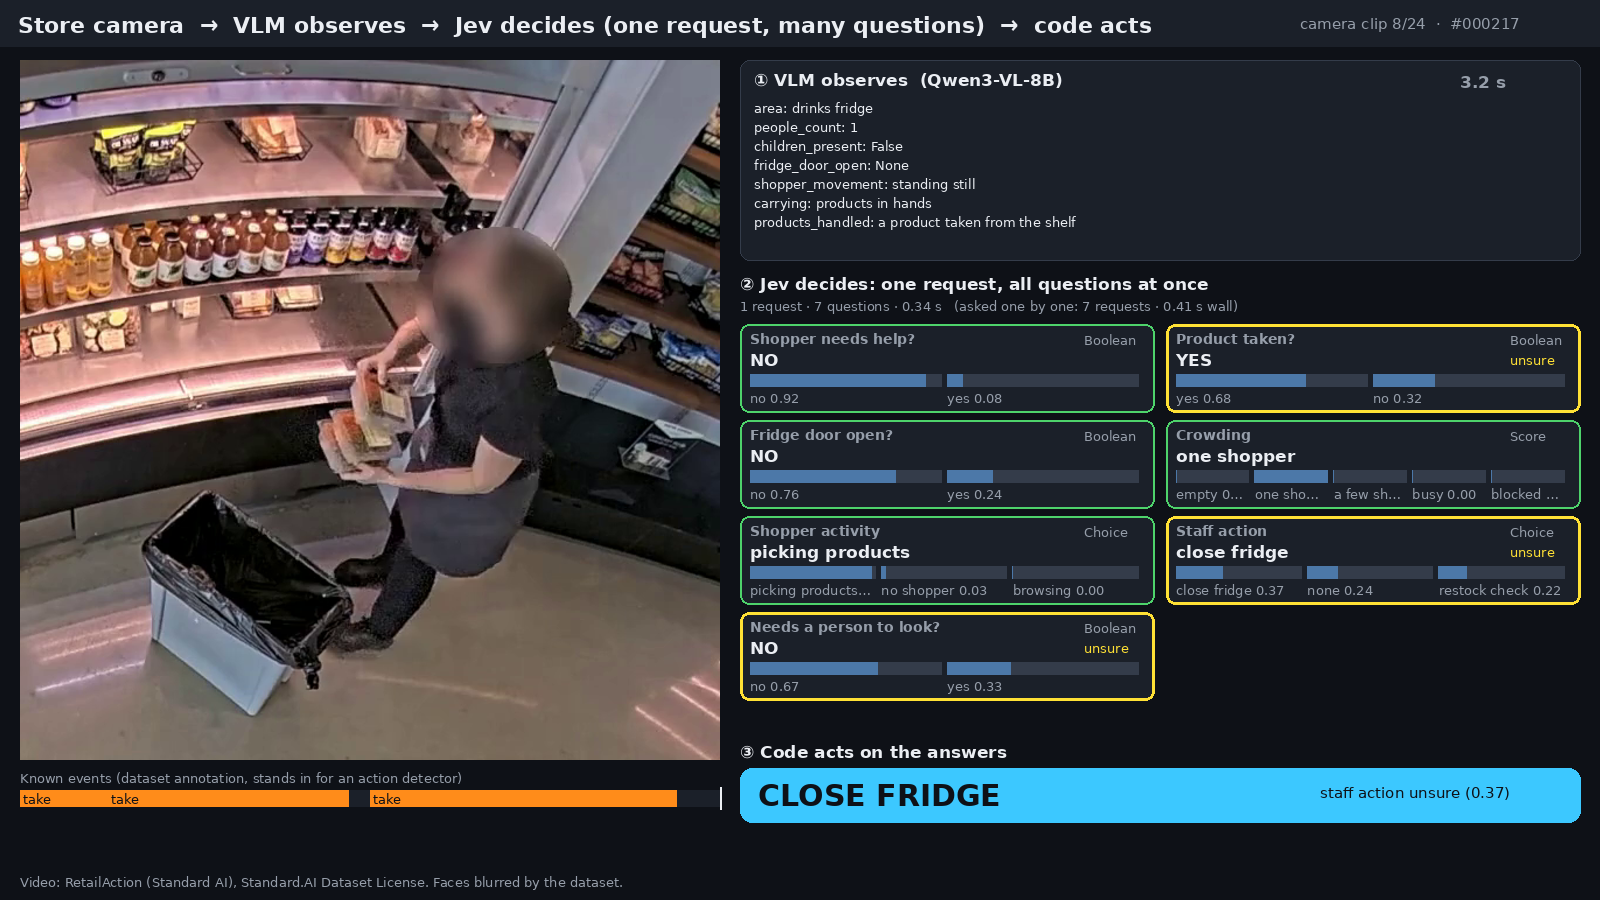 Store camera → VLM observes → Jev decides (one request, many questions) → code acts
camera clip 8/24 · #000217
① VLM observes (Qwen3-VL-8B)
3.2 s
area: drinks fridge
people_count: 1
children_present: False
fridge_door_open: None
shopper_movement: standing still
carrying: products in hands
products_handled: a product taken from the shelf
② Jev decides: one request, all questions at once
1 request · 7 questions · 0.34 s (asked one by one: 7 requests · 0.41 s wall)
Shopper needs help?
Boolean
NO
no 0.92
yes 0.08
Product taken?
Boolean
YES
unsure
yes 0.68
no 0.32
Fridge door open?
Boolean
NO
no 0.76
yes 0.24
Crowding
Score
one shopper
empty 0...
one sho...
a few sh...
busy 0.00
blocked ...
Shopper activity
Choice
picking products
picking products...
no shopper 0.03
browsing 0.00
Staff action
Choice
close fridge
unsure
close fridge 0.37
none 0.24
restock check 0.22
Needs a person to look?
Boolean
NO
unsure
no 0.67
yes 0.33
③ Code acts on the answers
CLOSE FRIDGE
staff action unsure (0.37)
Known events (dataset annotation, stands in for an action detector)
take
take
take
Video: RetailAction (Standard AI), Standard.AI Dataset License. Faces blurred by the dataset.